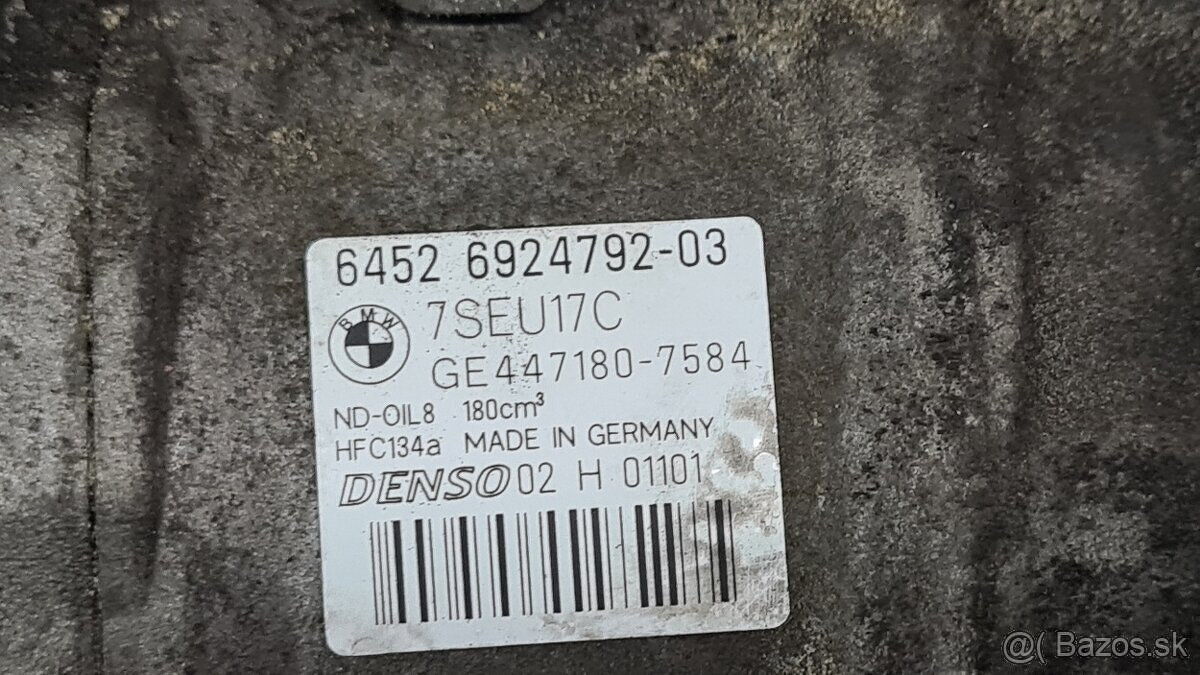 6452 6924792-03
BMW
7SEU17C
GE447180-7584
ND-OIL8 180cm³
HFC134a MADE IN GERMANY
DENSO 02 H 01101
@( Bazos.sk